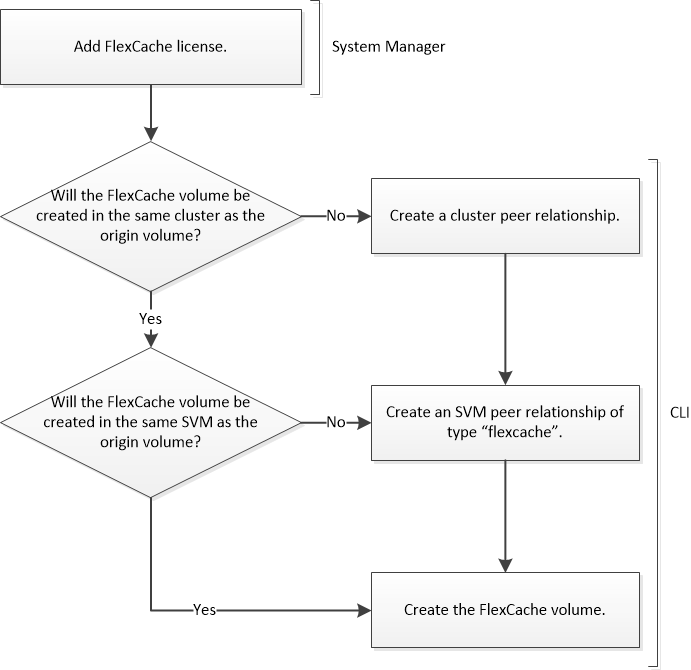 Add FlexCache license.
System Manager
Will the FlexCache volume be
created in the same cluster as the
origin volume?
No
Create a cluster peer relationship.
Yes
Will the FlexCache volume be
created in the same SVM as the
origin volume?
No
Create an SVM peer relationship of
type “flexcache”.
CLI
Yes
Create the FlexCache volume.